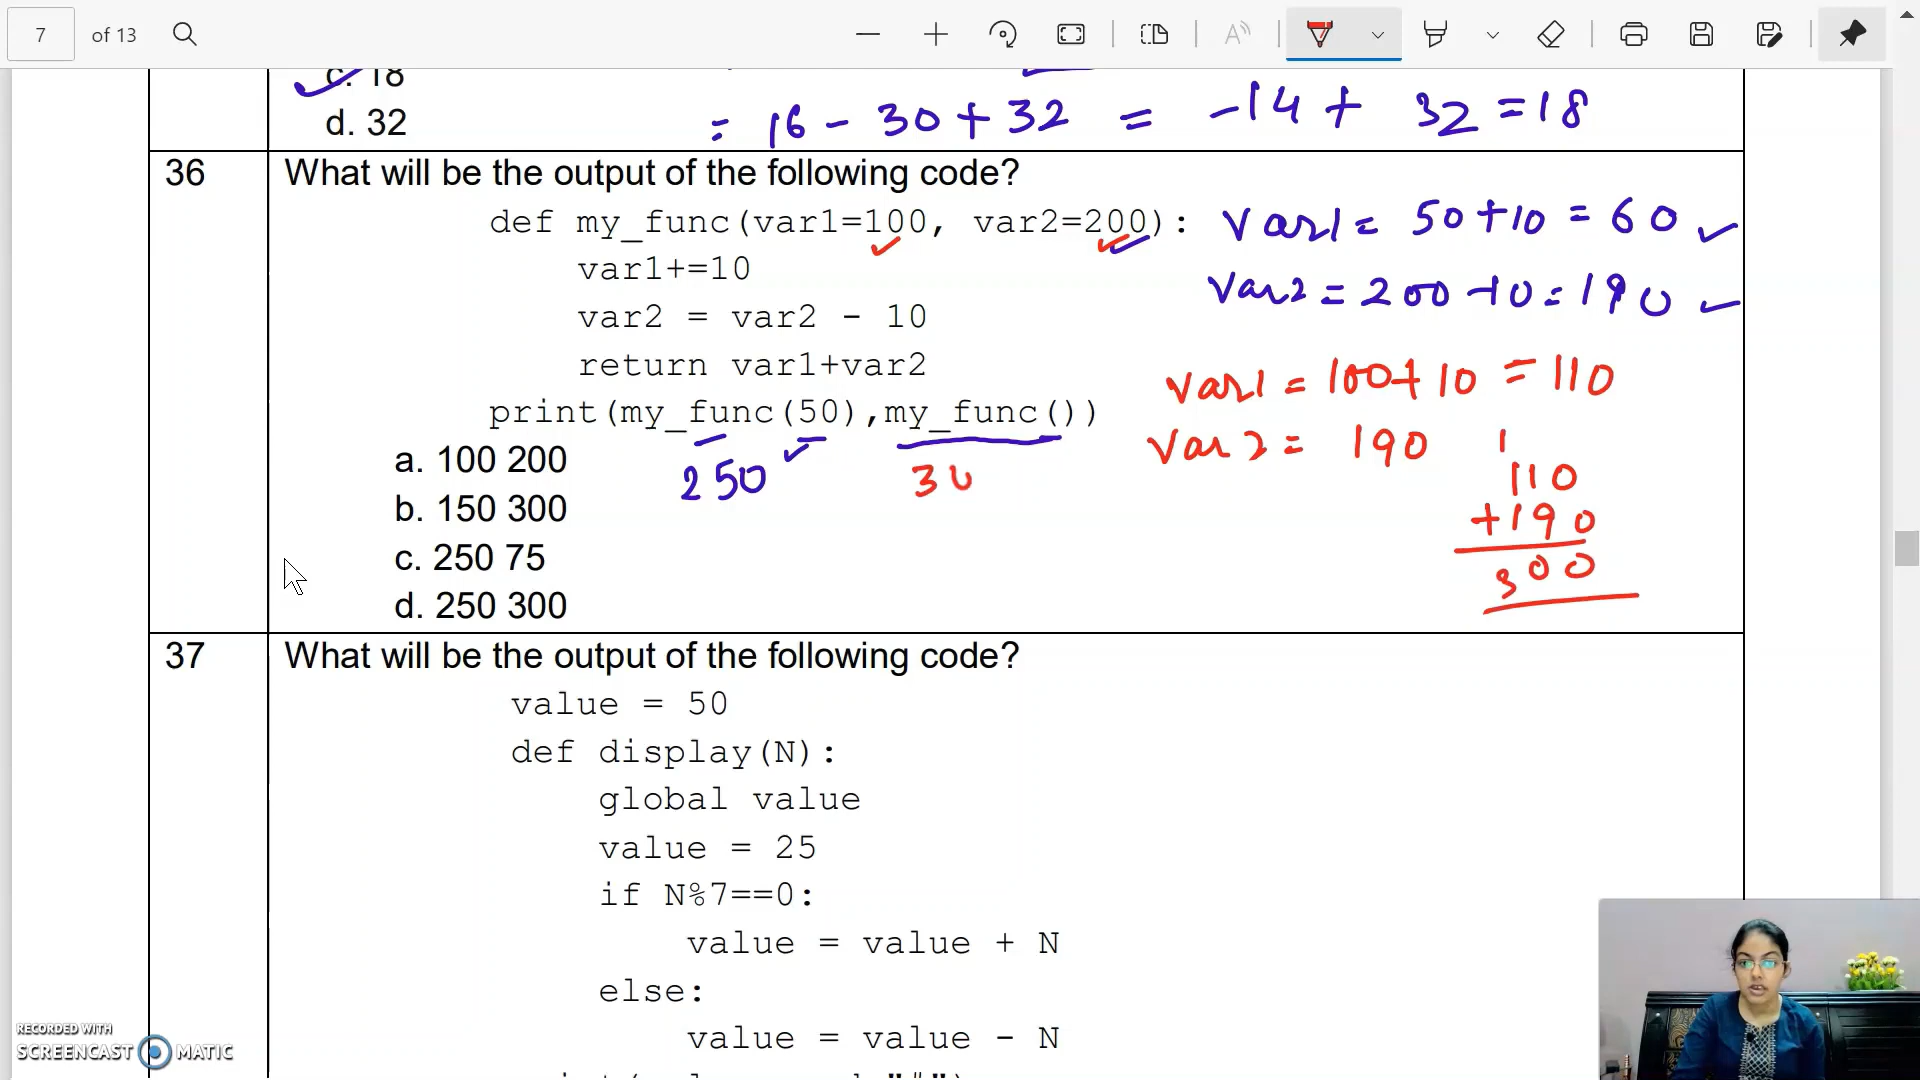 7 of 13
c. 18
d. 32
= 16 - 30 + 32 = -14 + 32 = 18
36 What will be the output of the following code?
def my_func(var1=100, var2=200): var1 = 50+10 = 60
var1+=10
var2 = 200-10 = 190
var2 = var2 - 10
return var1+var2
var1 = 100+10 = 110
print(my_func(50),my_func())
var2 = 190
a. 100 200
250 30
1
110
+190
300
b. 150 300
c. 250 75
d. 250 300
37 What will be the output of the following code?
value = 50
def display(N):
global value
value = 25
if N%7==0:
value = value + N
else:
value = value - N
RECORDED WITH
SCREENCAST MATIC